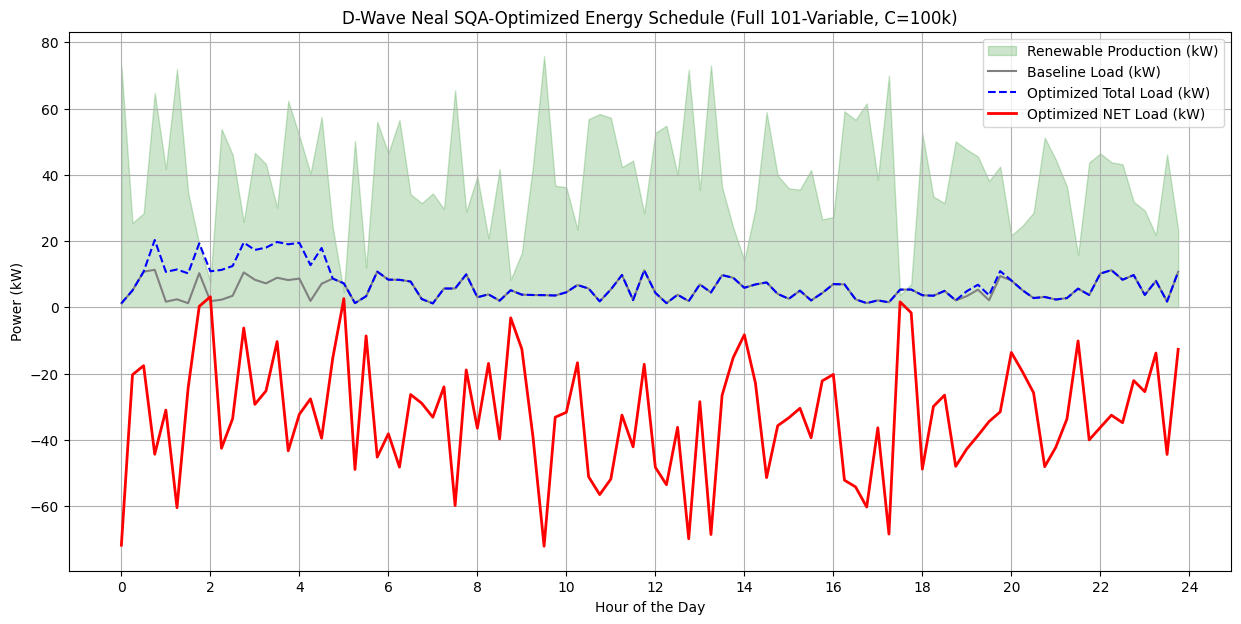 D-Wave Neal SQA-Optimized Energy Schedule (Full 101-Variable, C=100k)
Renewable Production (kW)
Baseline Load (kW)
Optimized Total Load (kW)
Optimized NET Load (kW)
Power (kW)
80
60
40
20
0
−20
−40
−60
0 2 4 6 8 10 12 14 16 18 20 22 24
Hour of the Day